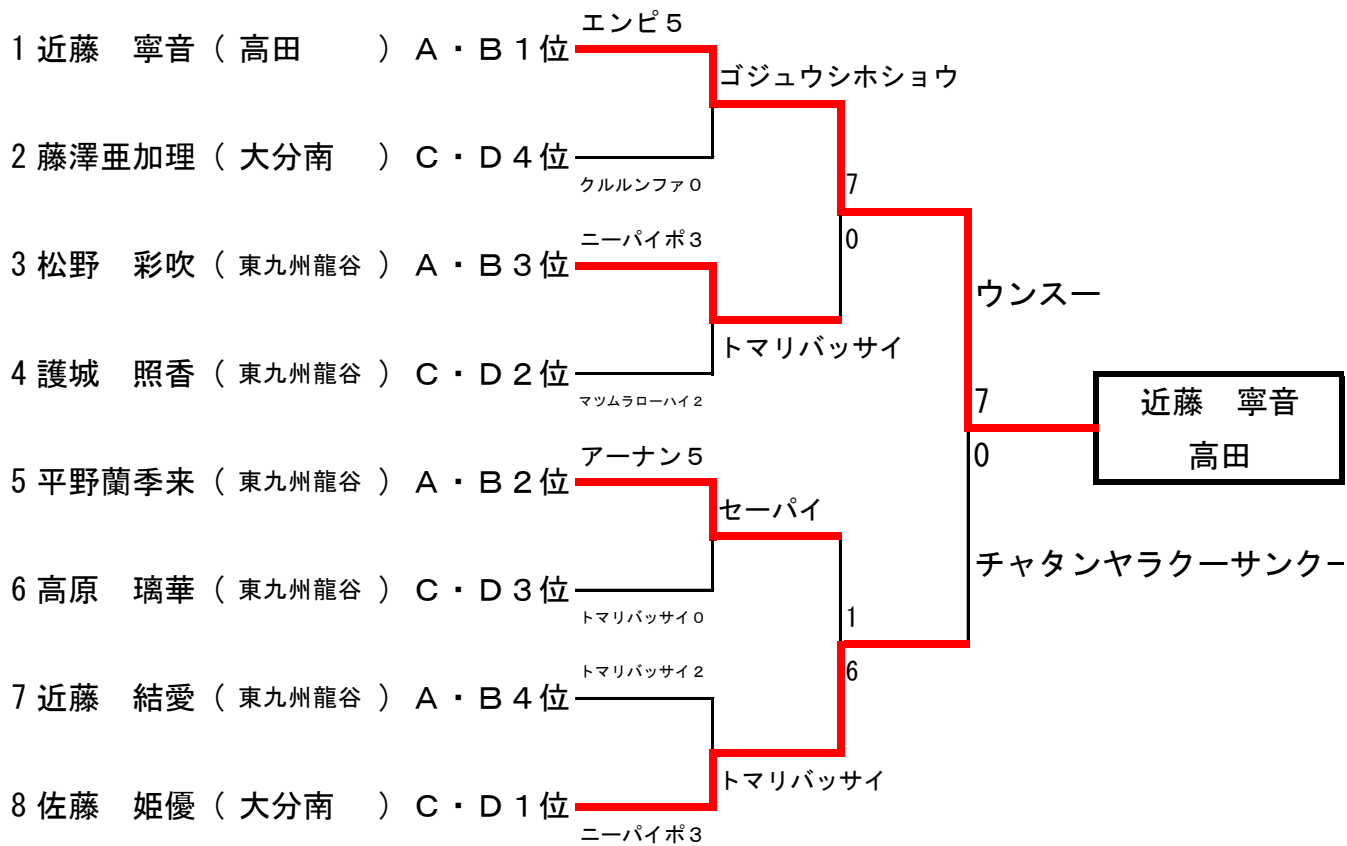 エンピ５
1 近藤　寧音（ 高田　　）Ａ・Ｂ１位
ゴジュウシホショウ
2 藤澤亜加理（ 大分南　）Ｃ・Ｄ４位
クルルンファ０
7
0
ニーパイポ３
3 松野　彩吹（ 東九州龍谷 ）Ａ・Ｂ３位
ウンスー
トマリバッサイ
4 護城　照香（ 東九州龍谷 ）Ｃ・Ｄ２位
マツムラローハイ２
7
0
近藤　寧音
高田
アーナン５
5 平野蘭季来（ 東九州龍谷 ）Ａ・Ｂ２位
セーパイ
チャタンヤラクーサンクー
6 高原　璃華（ 東九州龍谷 ）Ｃ・Ｄ３位
トマリバッサイ０
1
6
トマリバッサイ２
7 近藤　結愛（ 東九州龍谷 ）Ａ・Ｂ４位
トマリバッサイ
8 佐藤　姫優（ 大分南　）Ｃ・Ｄ１位
ニーパイポ３